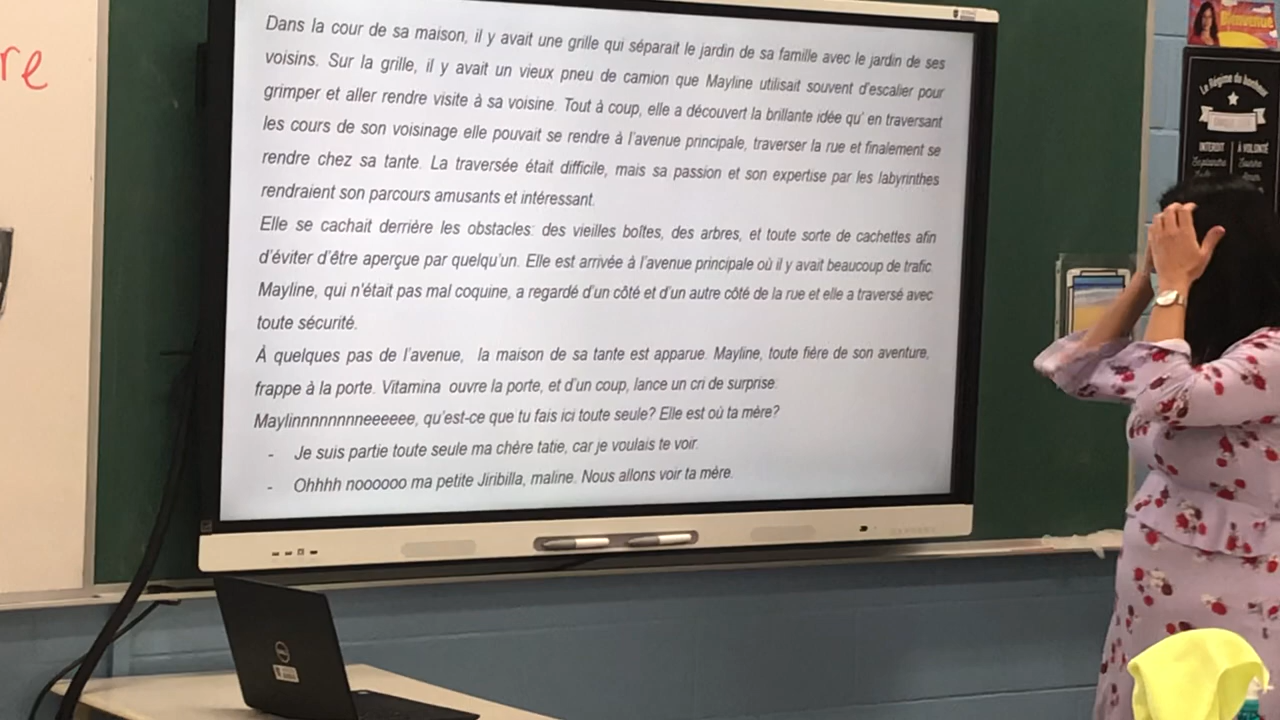 re
Dans la cour de sa maison, il y avait une grille qui séparait le jardin de sa famille avec le jardin de ses
voisins. Sur la grille, il y avait un vieux pneu de camion que Mayline utilisait souvent d'escalier pour
grimper et aller rendre visite à sa voisine. Tout à coup, elle a découvert la brillante idée qu' en traversant
les cours de son voisinage elle pouvait se rendre à l'avenue principale, traverser la rue et finalement se
rendre chez sa tante. La traversée était difficile, mais sa passion et son expertise par les labyrinthes
rendraient son parcours amusants et intéressant.
Elle se cachait derrière les obstacles: des vieilles boîtes, des arbres, et toute sorte de cachettes afin
d'éviter d'être aperçue par quelqu'un. Elle est arrivée à l'avenue principale où il y avait beaucoup de trafic.
Mayline, qui n'était pas mal coquine, a regardé d'un côté et d'un autre côté de la rue et elle a traversé avec
toute sécurité.
À quelques pas de l'avenue, la maison de sa tante est apparue. Mayline, toute fière de son aventure,
frappe à la porte. Vitamina ouvre la porte, et d'un coup, lance un cri de surprise:
Maylinnnnnnnneeeeee, qu'est-ce que tu fais ici toute seule? Elle est où ta mère?
- Je suis partie toute seule ma chère tatie, car je voulais te voir.
- Ohhhh noooooo ma petite Jiribilla, maline. Nous allons voir ta mère.
Bienvenue
Le Régime du bonheur
INTERDIT
À VOLONTÉ
DELL